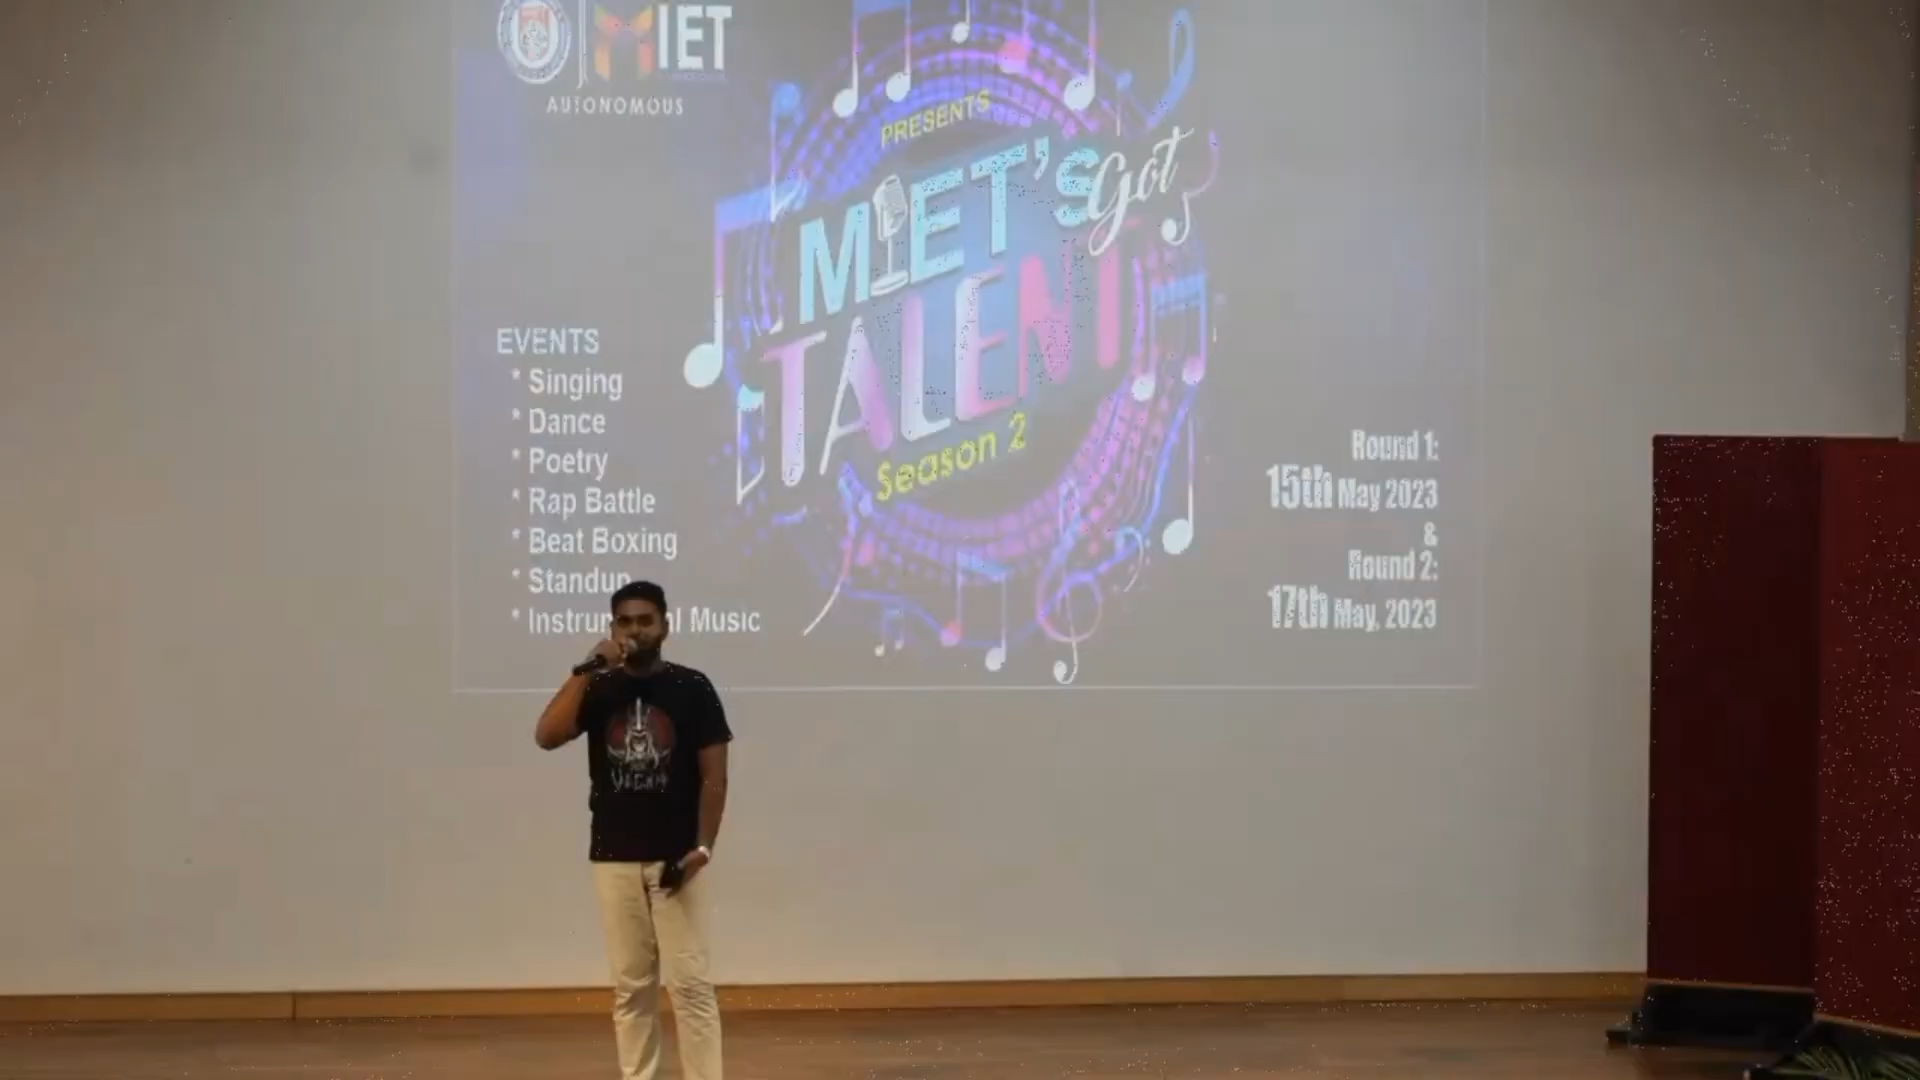 MIET
AUTONOMOUS
PRESENTS
MIET'S Got
TALENT
Season 2
EVENTS
* Singing
* Dance
* Poetry
* Rap Battle
* Beat Boxing
* Standup
* Instru al Music
Round 1:
15th May 2023
&
Round 2:
17th May, 2023